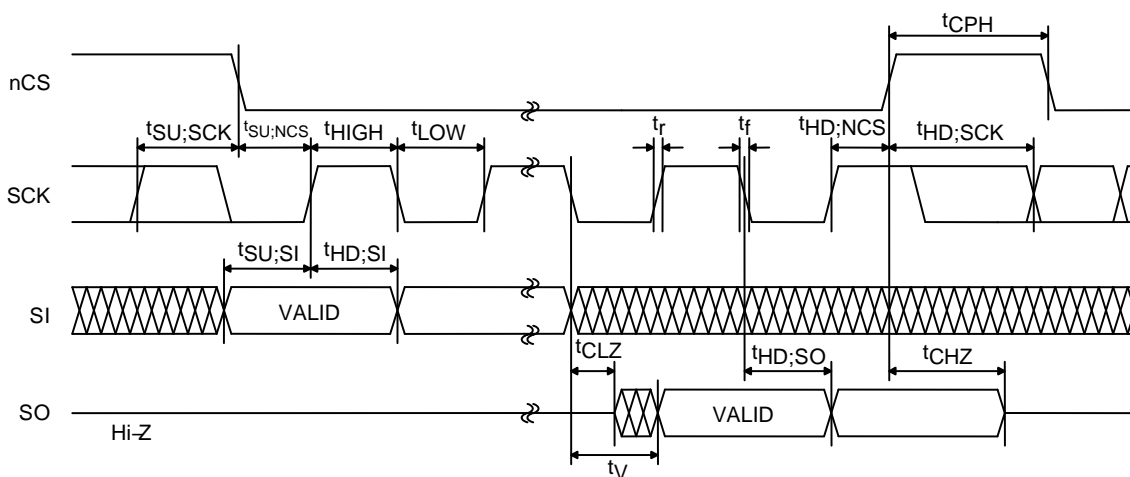 tCPH
nCS
tSU;SCK
tSU;NCS
tHIGH
tLOW
tr
tf
tHD;NCS
tHD;SCK
SCK
tSU;SI
tHD;SI
SI
VALID
tCLZ
tHD;SO
tCHZ
SO
VALID
Hi–Z
tV